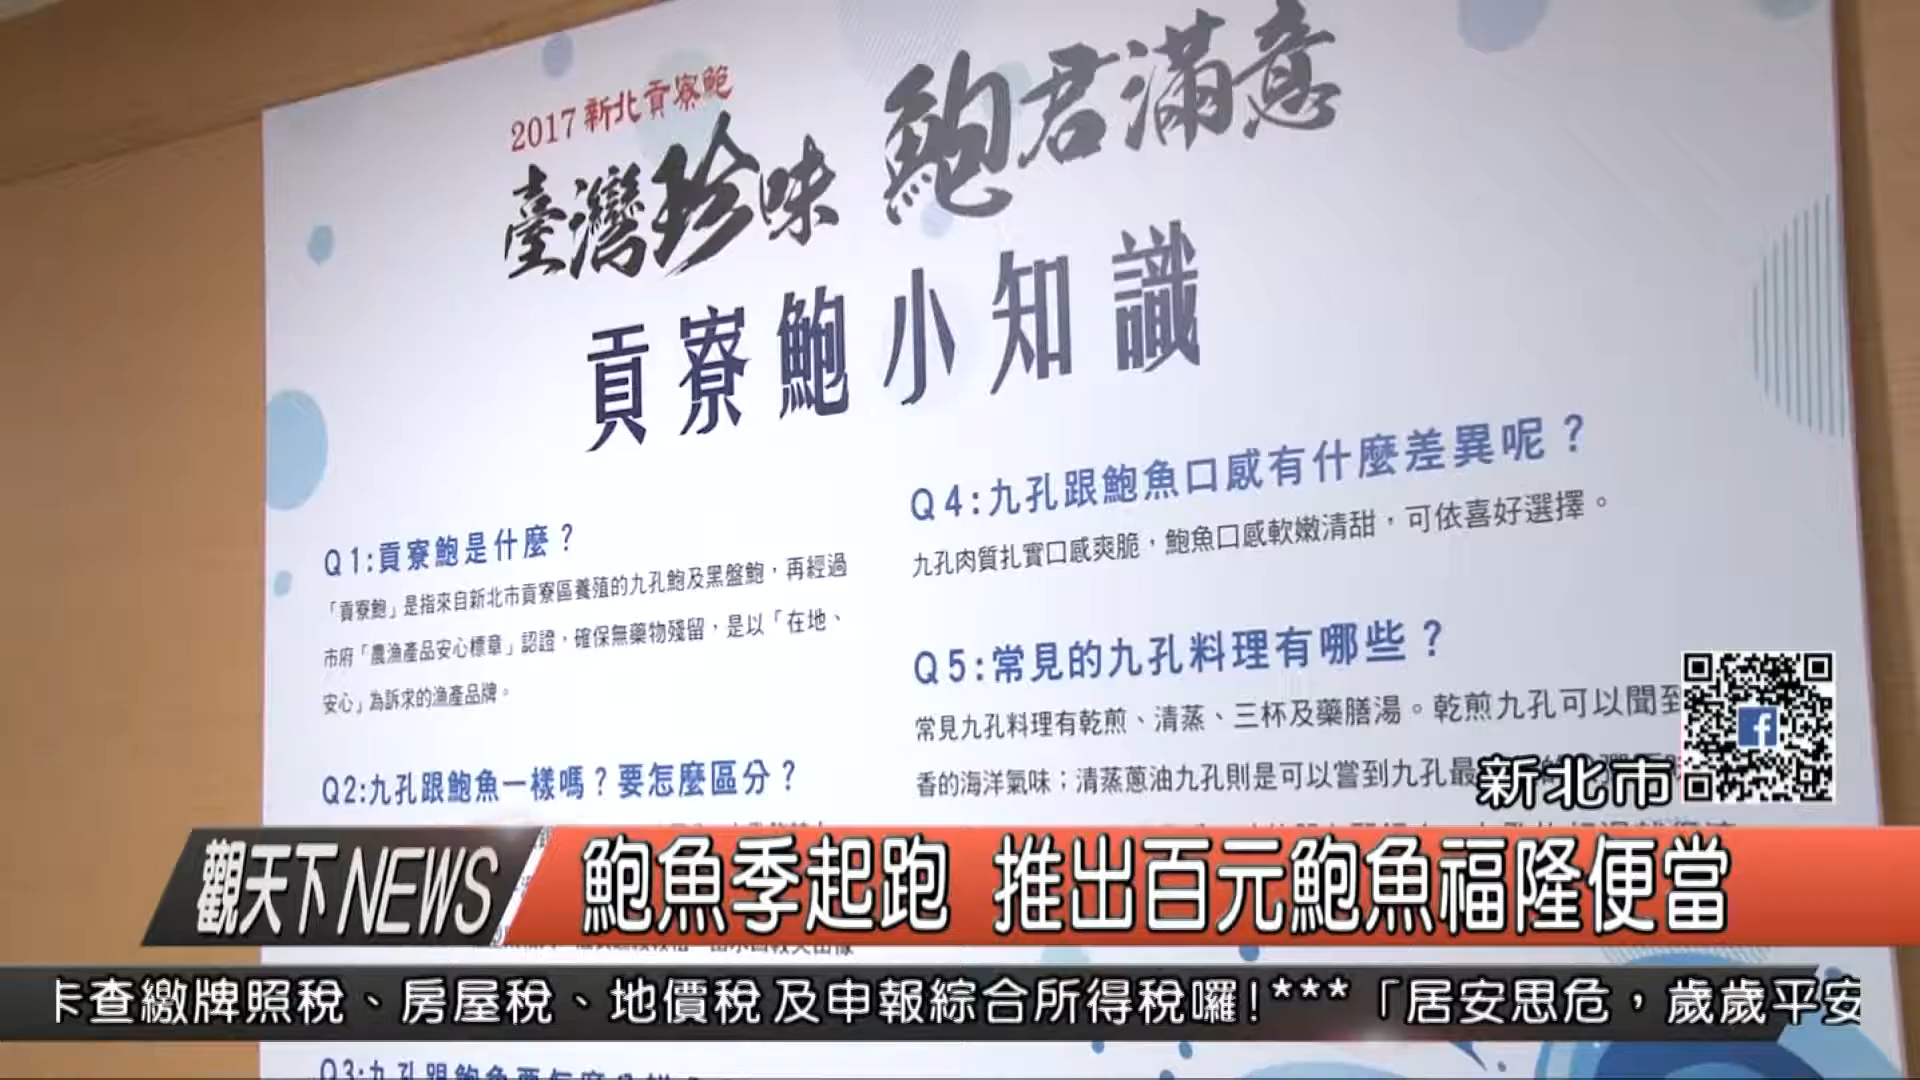 2017 新北貢寮鮑
臺灣珍味 鮑君滿意
貢寮鮑小知識
Q1:貢寮鮑是什麼？
「貢寮鮑」是指來自新北市貢寮區養殖的九孔鮑及黑盤鮑，再經過
市府「農漁產品安心標章」認證，確保無藥物殘留，是以「在地、
安心」為訴求的漁產品牌。
Q2:九孔跟鮑魚一樣嗎？要怎麼區分？
Q4:九孔跟鮑魚口感有什麼差異呢？
九孔肉質扎實口感爽脆，鮑魚口感軟嫩清甜，可依喜好選擇。
Q5:常見的九孔料理有哪些？
常見九孔料理有乾煎、清蒸、三杯及藥膳湯。乾煎九孔可以聞到
香的海洋氣味；清蒸蔥油九孔則是可以嘗到九孔最
新北市
觀天下NEWS
鮑魚季起跑 推出百元鮑魚福隆便當
卡查繳牌照稅、房屋稅、地價稅及申報綜合所得稅囉!***「居安思危，歲歲平安